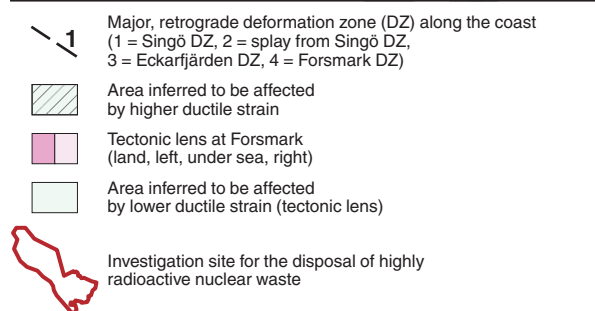 1
Major, retrograde deformation zone (DZ) along the coast
(1 = Singö DZ, 2 = splay from Singö DZ,
3 = Eckarfjärden DZ, 4 = Forsmark DZ)
Area inferred to be affected
by higher ductile strain
Tectonic lens at Forsmark
(land, left, under sea, right)
Area inferred to be affected
by lower ductile strain (tectonic lens)
Investigation site for the disposal of highly
radioactive nuclear waste